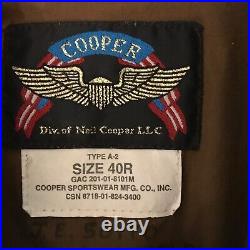 COOPER
Div. of Neil Cooper LLC
TYPE A-2
SIZE 40R
GAC 201-01-8101M
COOPER SPORTSWEAR MFG. CO., INC.
CSN 8718-01-824-3400